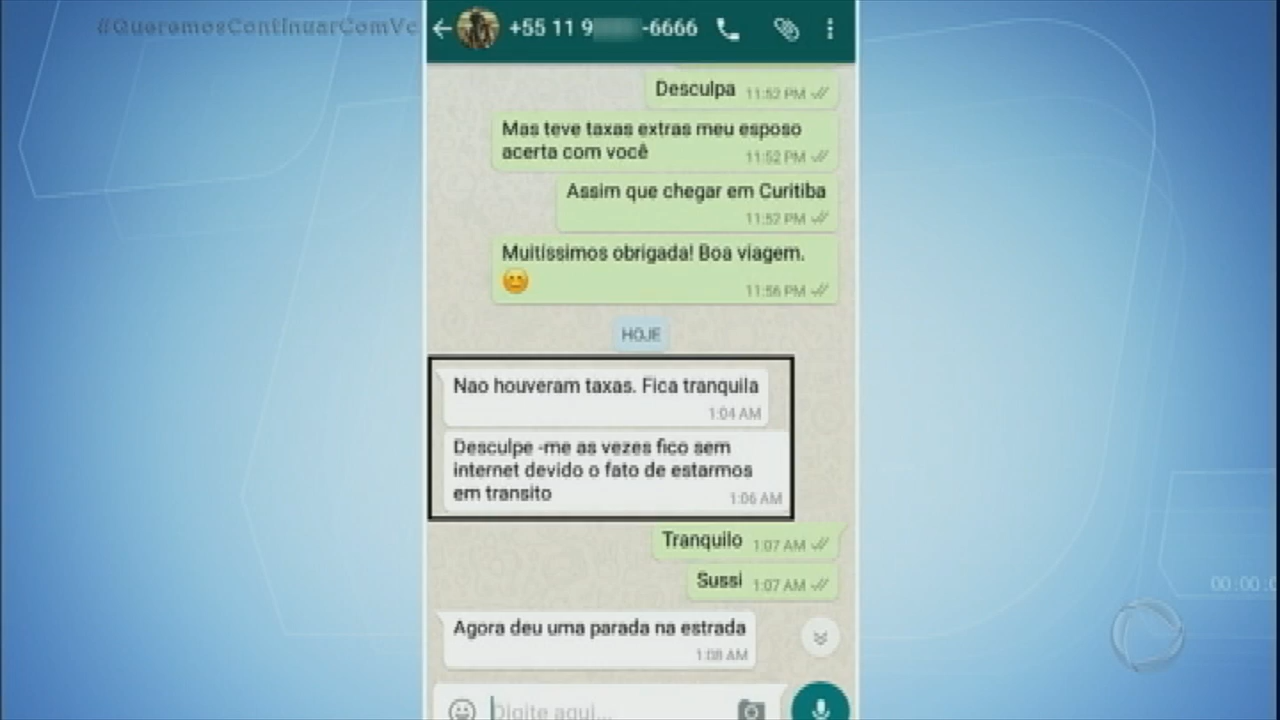 #QueremosContinuarComVc
+55 11 9 -6666
Desculpa 11:52 PM
Mas teve taxas extras meu esposo
acerta com você 11:52 PM
Assim que chegar em Curitiba
11:52 PM
Muitíssimos obrigada! Boa viagem.
😊 11:56 PM
HOJE
Nao houveram taxas. Fica tranquila
1:04 AM
Desculpe -me as vezes fico sem
internet devido o fato de estarmos
em transito 1:06 AM
Tranquilo 1:07 AM
Sussi 1:07 AM
Agora deu uma parada na estrada
1:08 AM
Digite aqui...